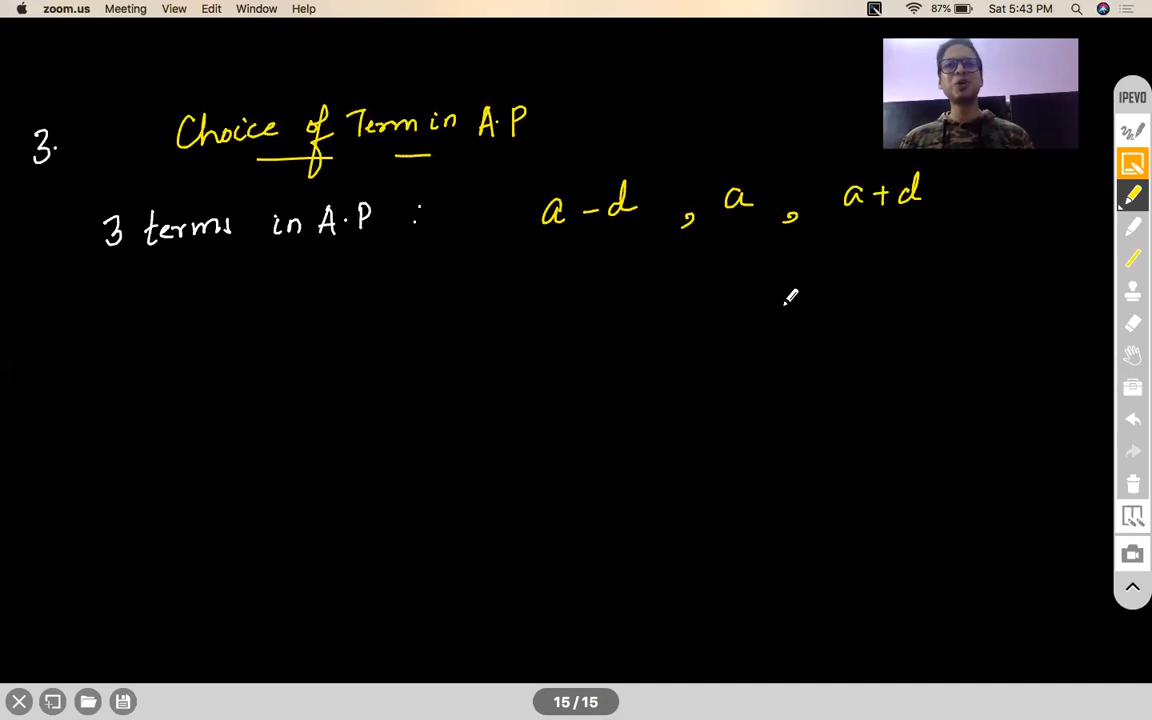 zoom.us Meeting View Edit Window Help 87% Sat 5:43 PM
IPEVO
3. Choice of Term in A.P
3 terms in A.P : a - d , a , a + d
15 / 15